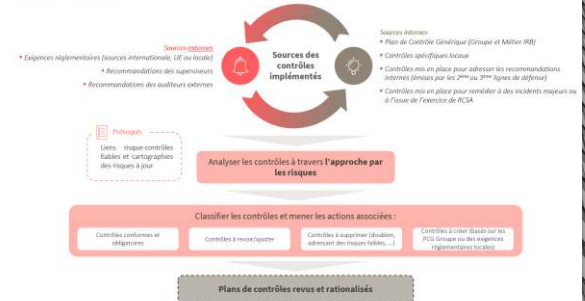 Sources externes
• Exigences réglementaires (sources internationale, UE ou locale)
• Recommandations des superviseurs
• Recommandations des auditeurs externes
Sources des
contrôles
implémentés
Sources internes
• Plan de Contrôle Générique (Groupe et Métier IRB)
• Contrôles spécifiques locaux
• Contrôles mis en place pour adresser les recommandations
internes (émises par les 2ème ou 3ème lignes de défense)
• Contrôles mis en place pour remédier à des incidents majeurs ou
à l'issue de l'exercice de RCSA
Prérequis
Liens risque-contrôles
fiables et cartographies
des risques à jour
Analyser les contrôles à travers l'approche par
les risques
Classifier les contrôles et mener les actions associées :
Contrôles conformes et
obligatoires
Contrôles à revoir/ajuster
Contrôles à supprimer (doublon,
adressant des risques faibles, ...)
Contrôles à créer (basés sur les
PCG Groupe ou des exigences
réglementaires locales)
Plans de contrôles revus et rationalisés